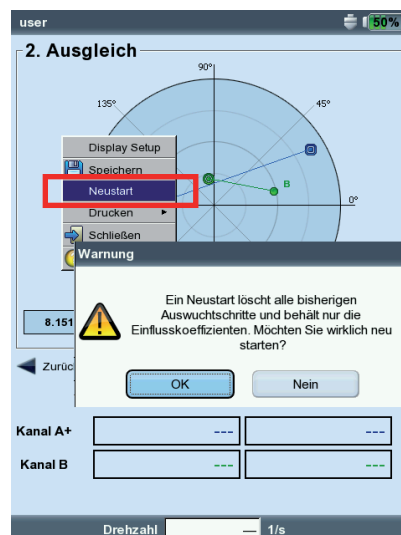 user
50%
2. Ausgleich
90°
135°
45°
Display Setup
Speichern
Neustart
B
0°
Drucken
Schließen
Warnung
Ein Neustart löscht alle bisherigen
Auswuchtschritte und behält nur die
Einflusskoeffizienten. Möchten Sie wirklich neu
starten?
8.151
Zurüc
OK
Nein
Kanal A+
---
---
Kanal B
---
---
Drehzahl
—
1/s